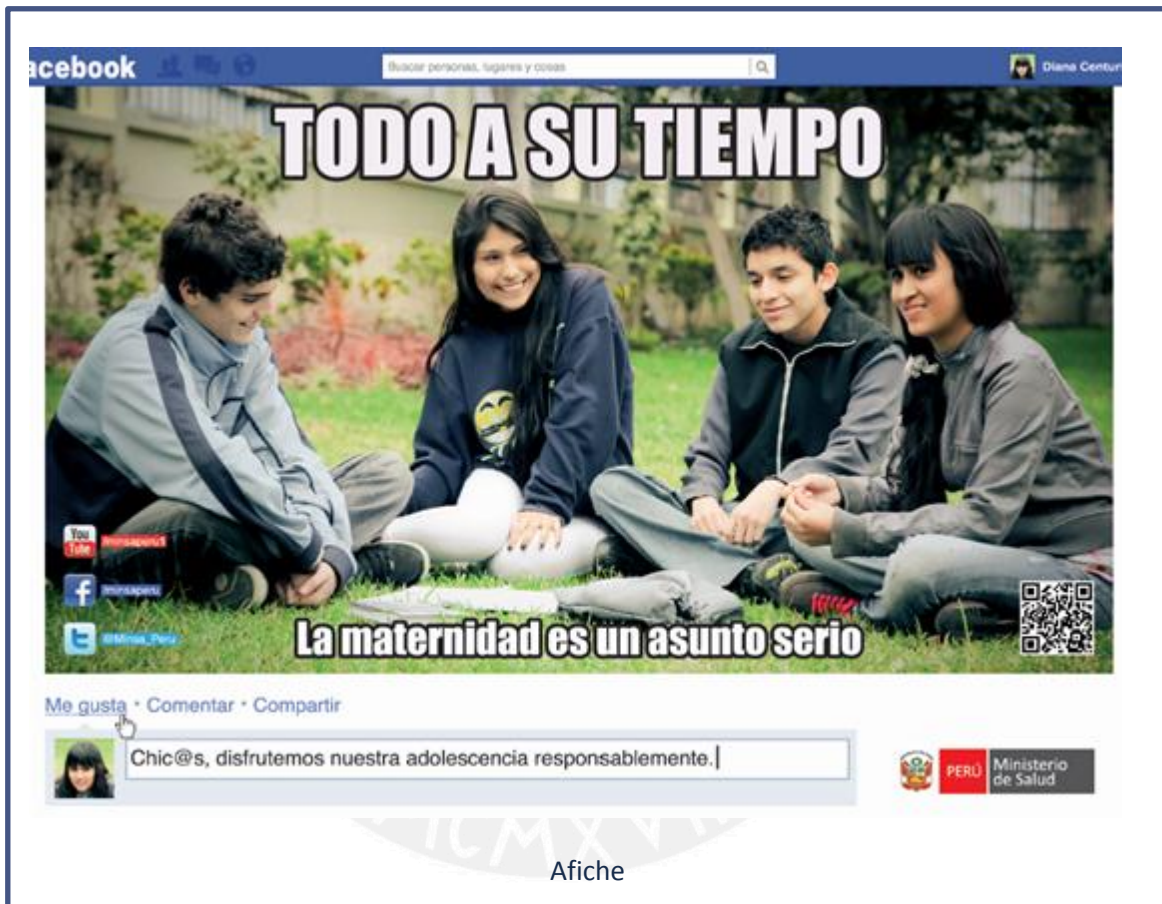 acebook
Buscar personas, lugares y cosas
Diana Centur
TODO A SU TIEMPO
You
Tube
/minsaperu1
f
/minsaperu
@Minsa_Peru
La maternidad es un asunto serio
Me gusta · Comentar · Compartir
Chic@s, disfrutemos nuestra adolescencia responsablemente.
PERÚ
Ministerio
de Salud
Afiche